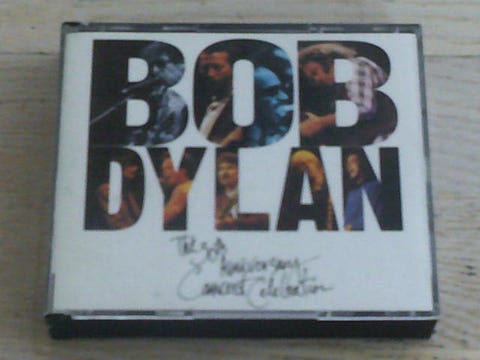 BOB
DYLAN
The 30th
Anniversary
Concert Celebration